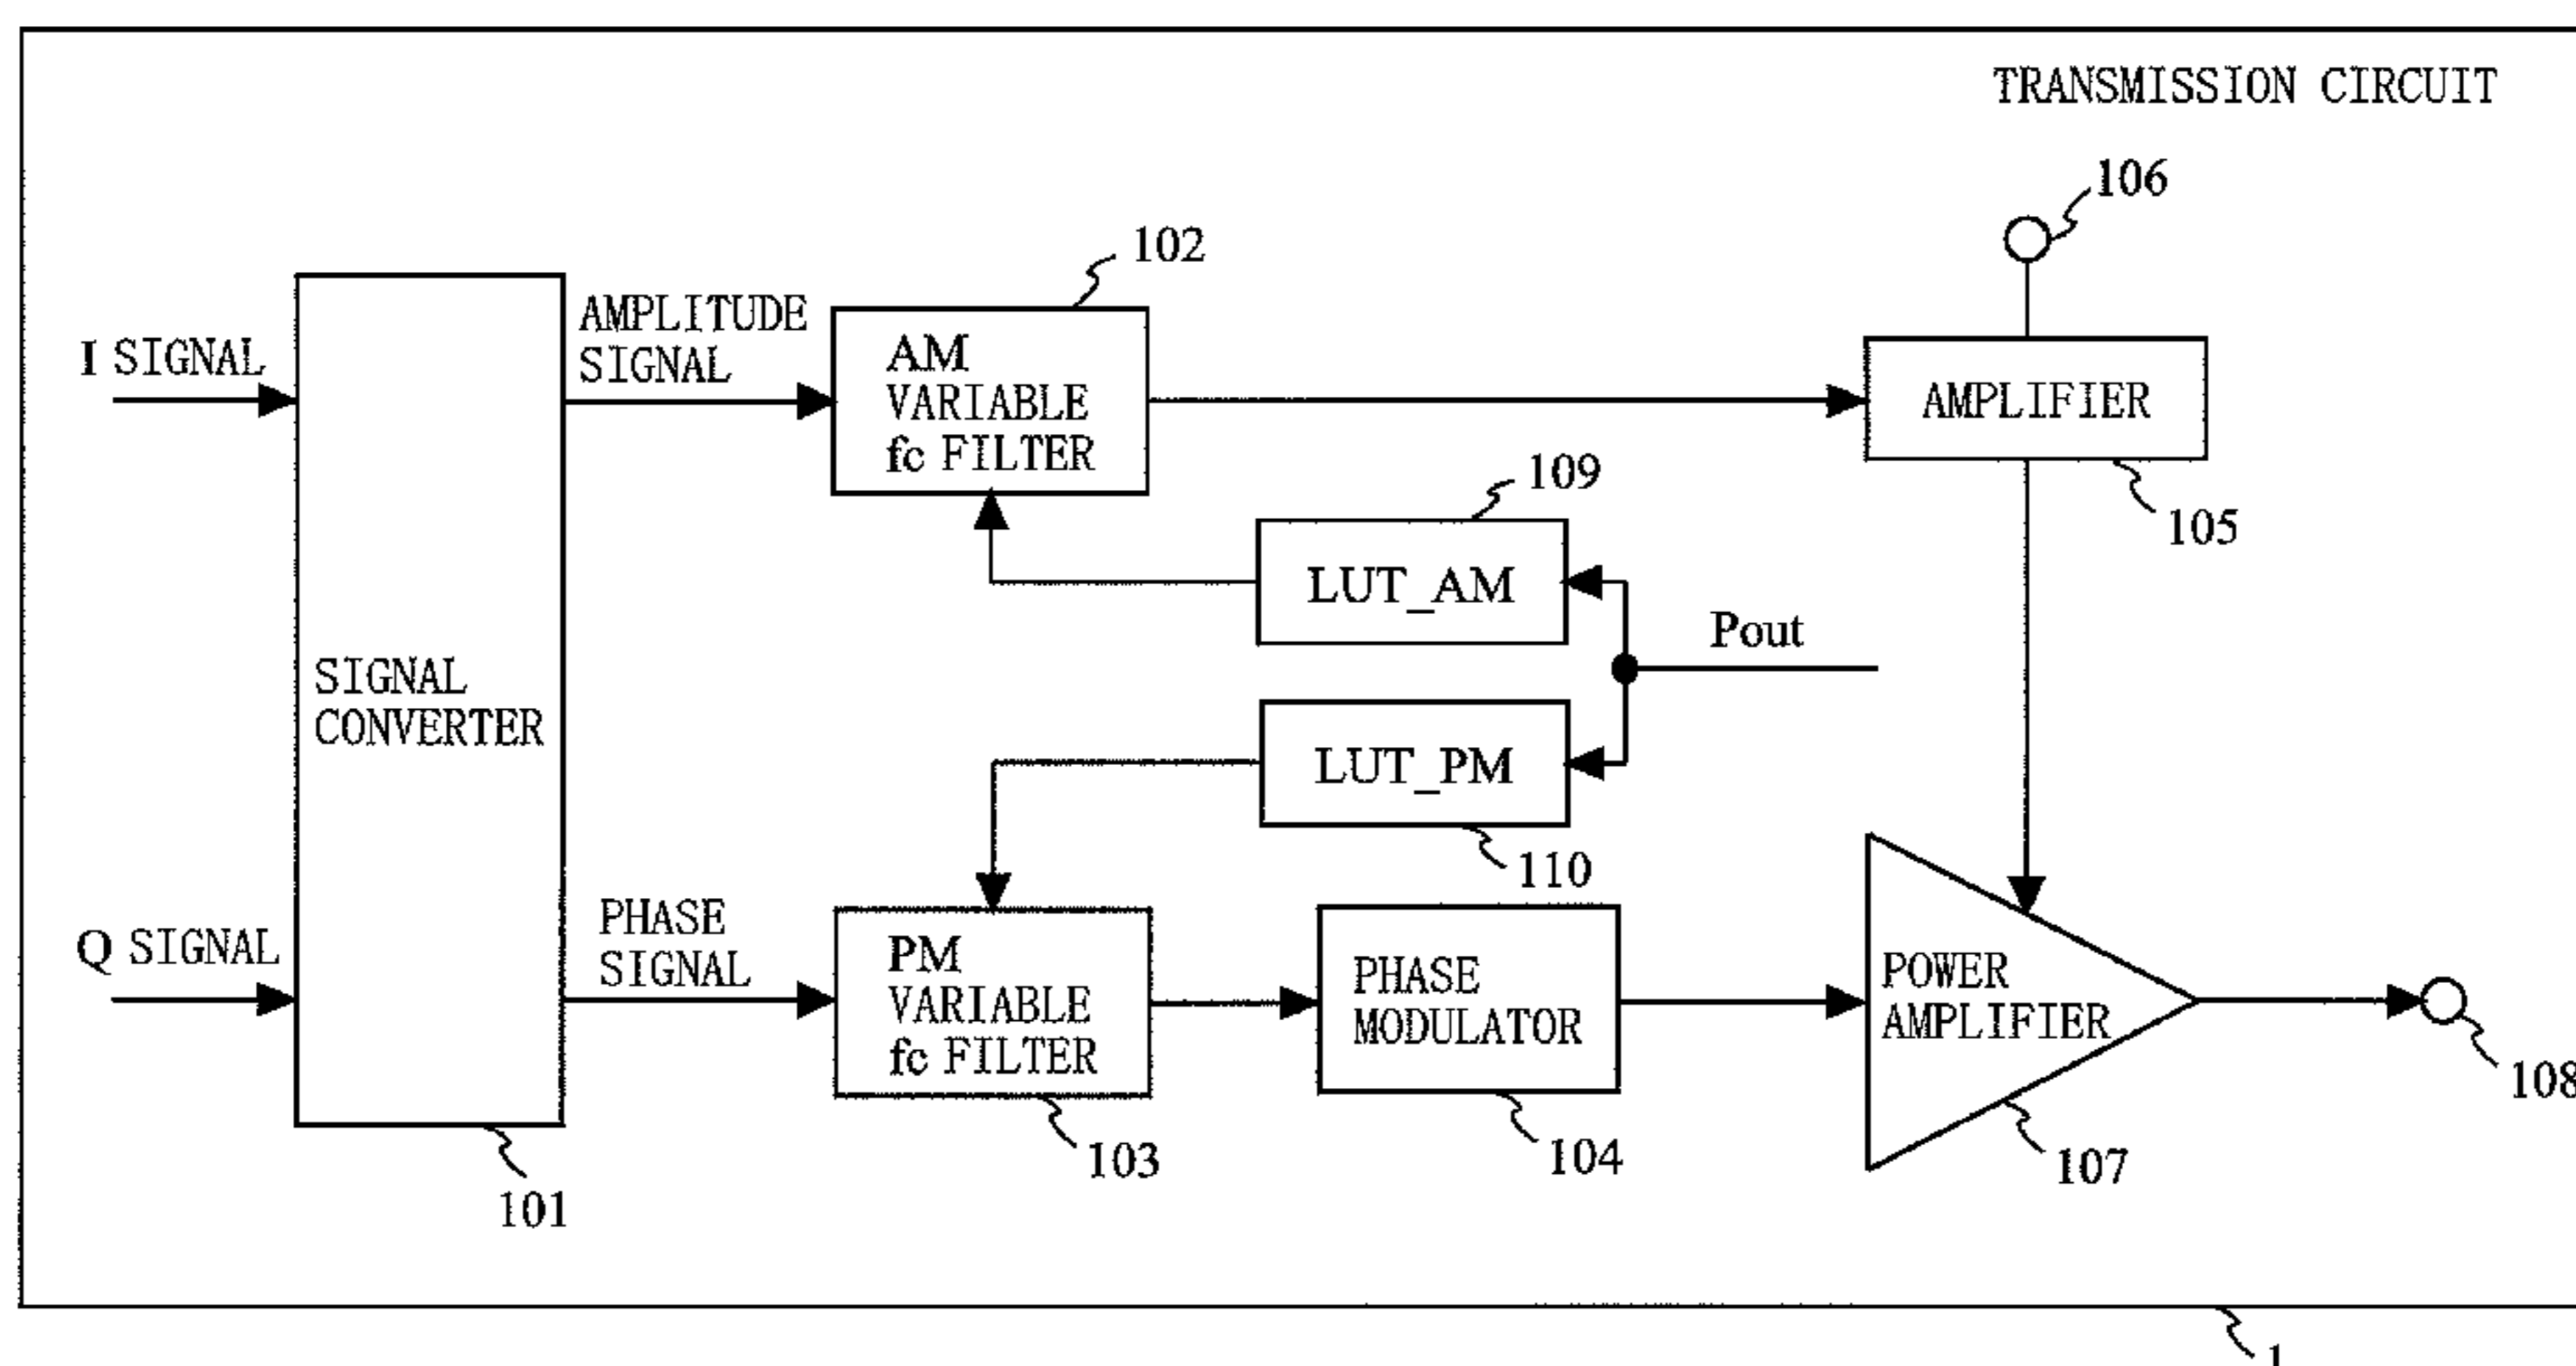 TRANSMISSION CIRCUIT
106
102
I SIGNAL
AMPLITUDE
SIGNAL
AM
VARIABLE
fc FILTER
AMPLIFIER
105
109
LUT_AM
Pout
SIGNAL
CONVERTER
LUT_PM
110
Q SIGNAL
PHASE
SIGNAL
PM
VARIABLE
fc FILTER
PHASE
MODULATOR
POWER
AMPLIFIER
108
101
103
104
107
1